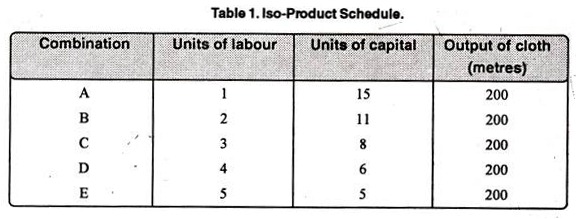 Table 1. Iso-Product Schedule.
Combination Units of labour Units of capital Output of cloth
(metres)
A 1 15 200
B 2 11 200
C 3 8 200
D 4 6 200
E 5 5 200